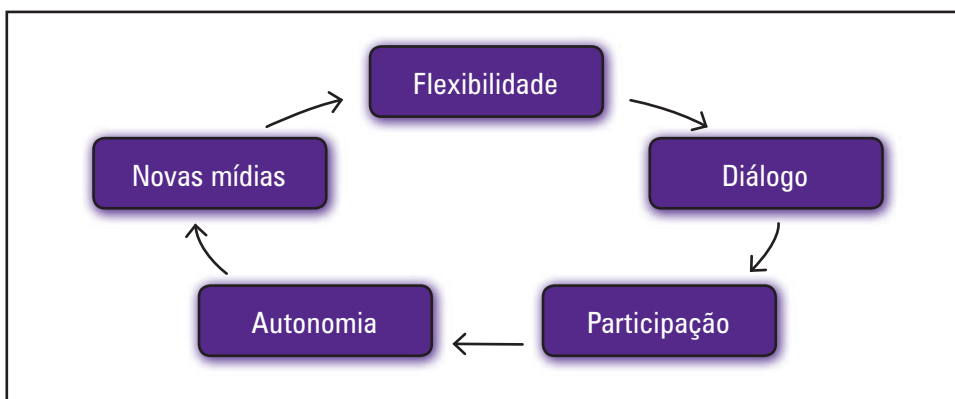 Flexibilidade
Novas mídias
Diálogo
Autonomia
Participação